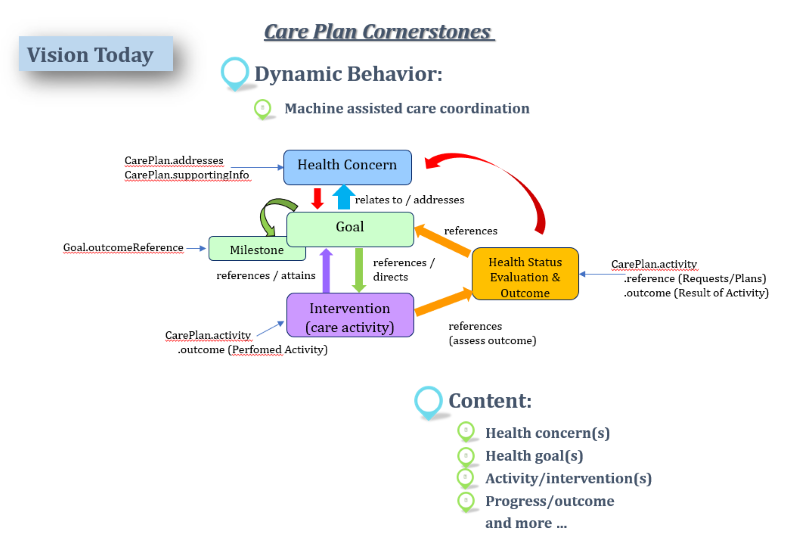 Care Plan Cornerstones
Vision Today
Dynamic Behavior:
Machine assisted care coordination
CarePlan.addresses
CarePlan.supportingInfo
Health Concern
relates to / addresses
Goal
Milestone
Goal.outcomeReference
references
references / attains
references /
directs
Health Status
Evaluation &
Outcome
CarePlan.activity
.reference (Requests/Plans)
.outcome (Result of Activity)
Intervention
(care activity)
CarePlan.activity
.outcome (Perfomed Activity)
references
(assess outcome)
Content:
Health concern(s)
Health goal(s)
Activity/intervention(s)
Progress/outcome
and more ...